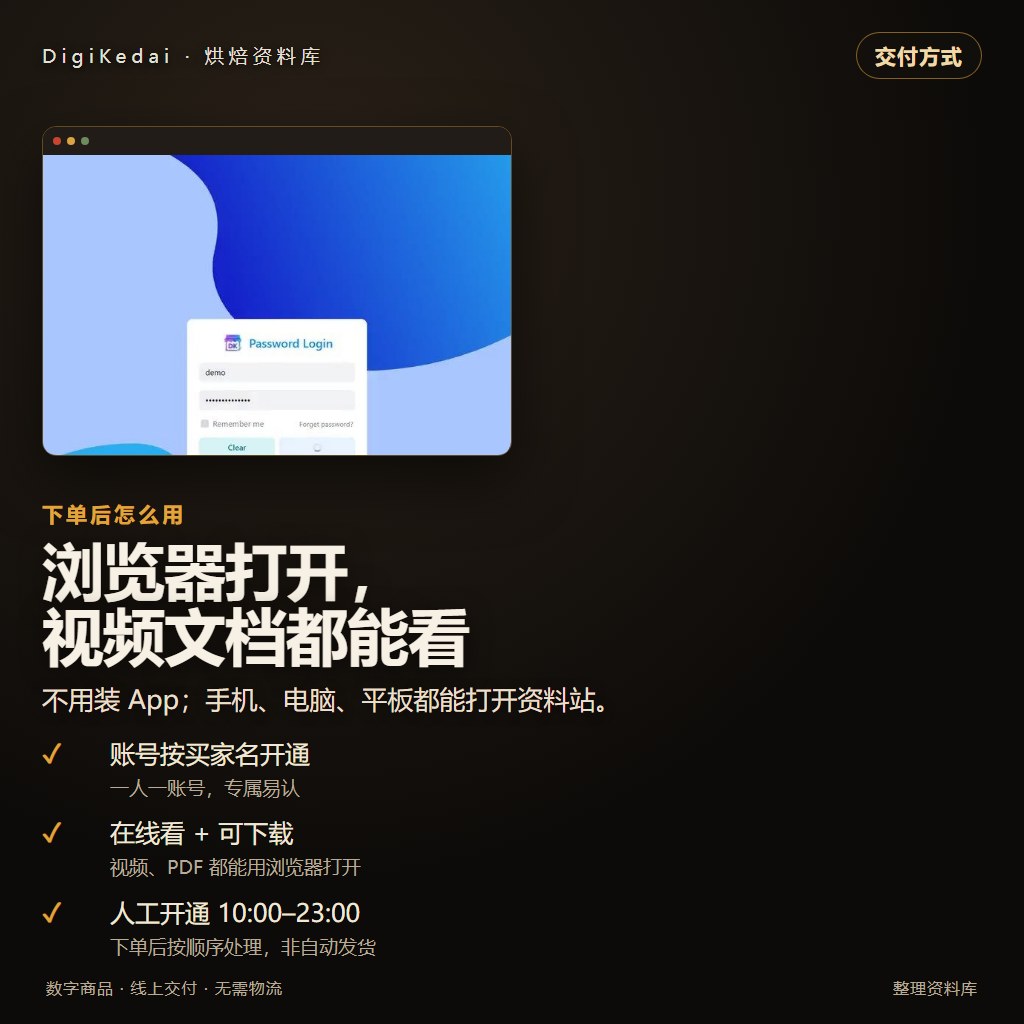 DigiKedai · 烘焙资料库
交付方式
DK
Password Login
demo
••••••••••••••
Remember me
Forget password?
Clear
下单后怎么用
浏览器打开，
视频文档都能看
不用装 App；手机、电脑、平板都能打开资料站。
✓ 账号按买家名开通
一人一账号，专属易认
✓ 在线看 + 可下载
视频、PDF 都能用浏览器打开
✓ 人工开通 10:00–23:00
下单后按顺序处理，非自动发货
数字商品 · 线上交付 · 无需物流
整理资料库